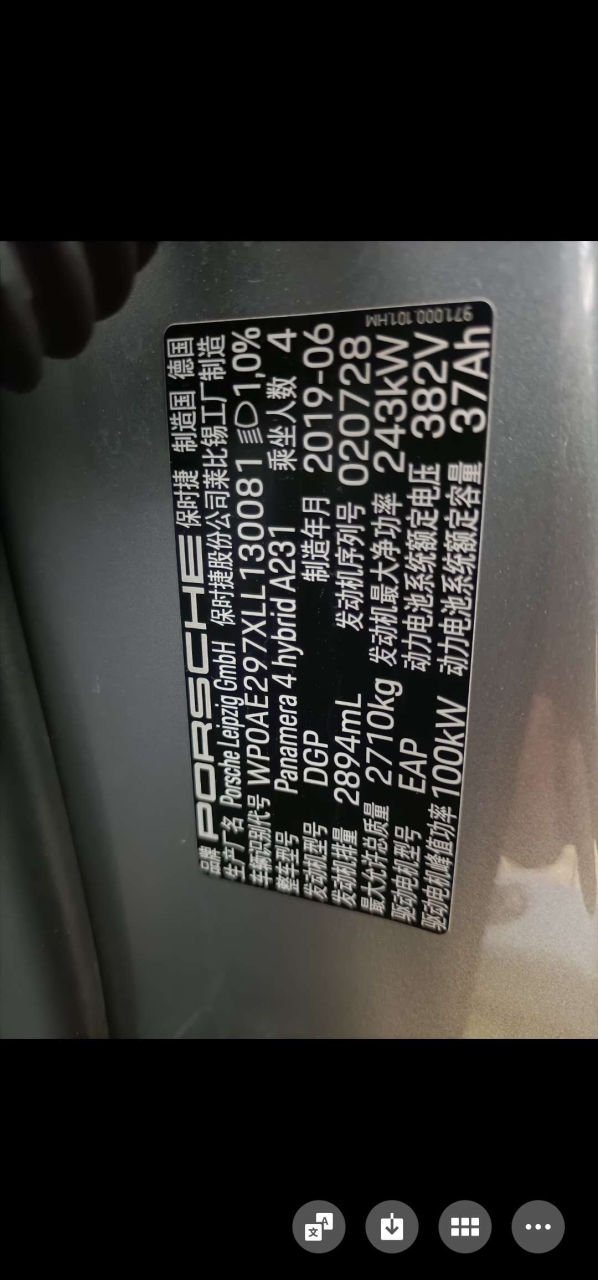 971.000.101.HM
品牌 PORSCHE 保时捷 制造国 德国
生产厂名 Porsche Leipzig GmbH 保时捷股份公司莱比锡工厂制造
车辆识别代号 WP0AE297XLL130081 1,0%
整车型号 Panamera 4 hybrid A231 乘坐人数 4
发动机型号 DGP 制造年月 2019-06
发动机排量 2894mL 发动机序列号 020728
最大允许总质量 2710kg 发动机最大净功率 243kW
驱动电机型号 EAP 动力电池系统额定电压 382V
驱动电机峰值功率 100kW 动力电池系统额定容量 37Ah